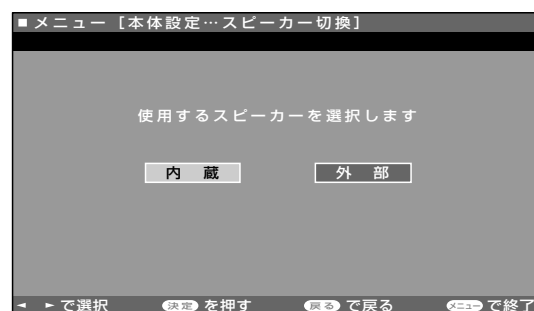 ■メニュー [本体設定…スピーカー切換]
使用するスピーカーを選択します
内 蔵 外 部
◄ ►で選択 決定 を押す 戻る で戻る メニュー で終了